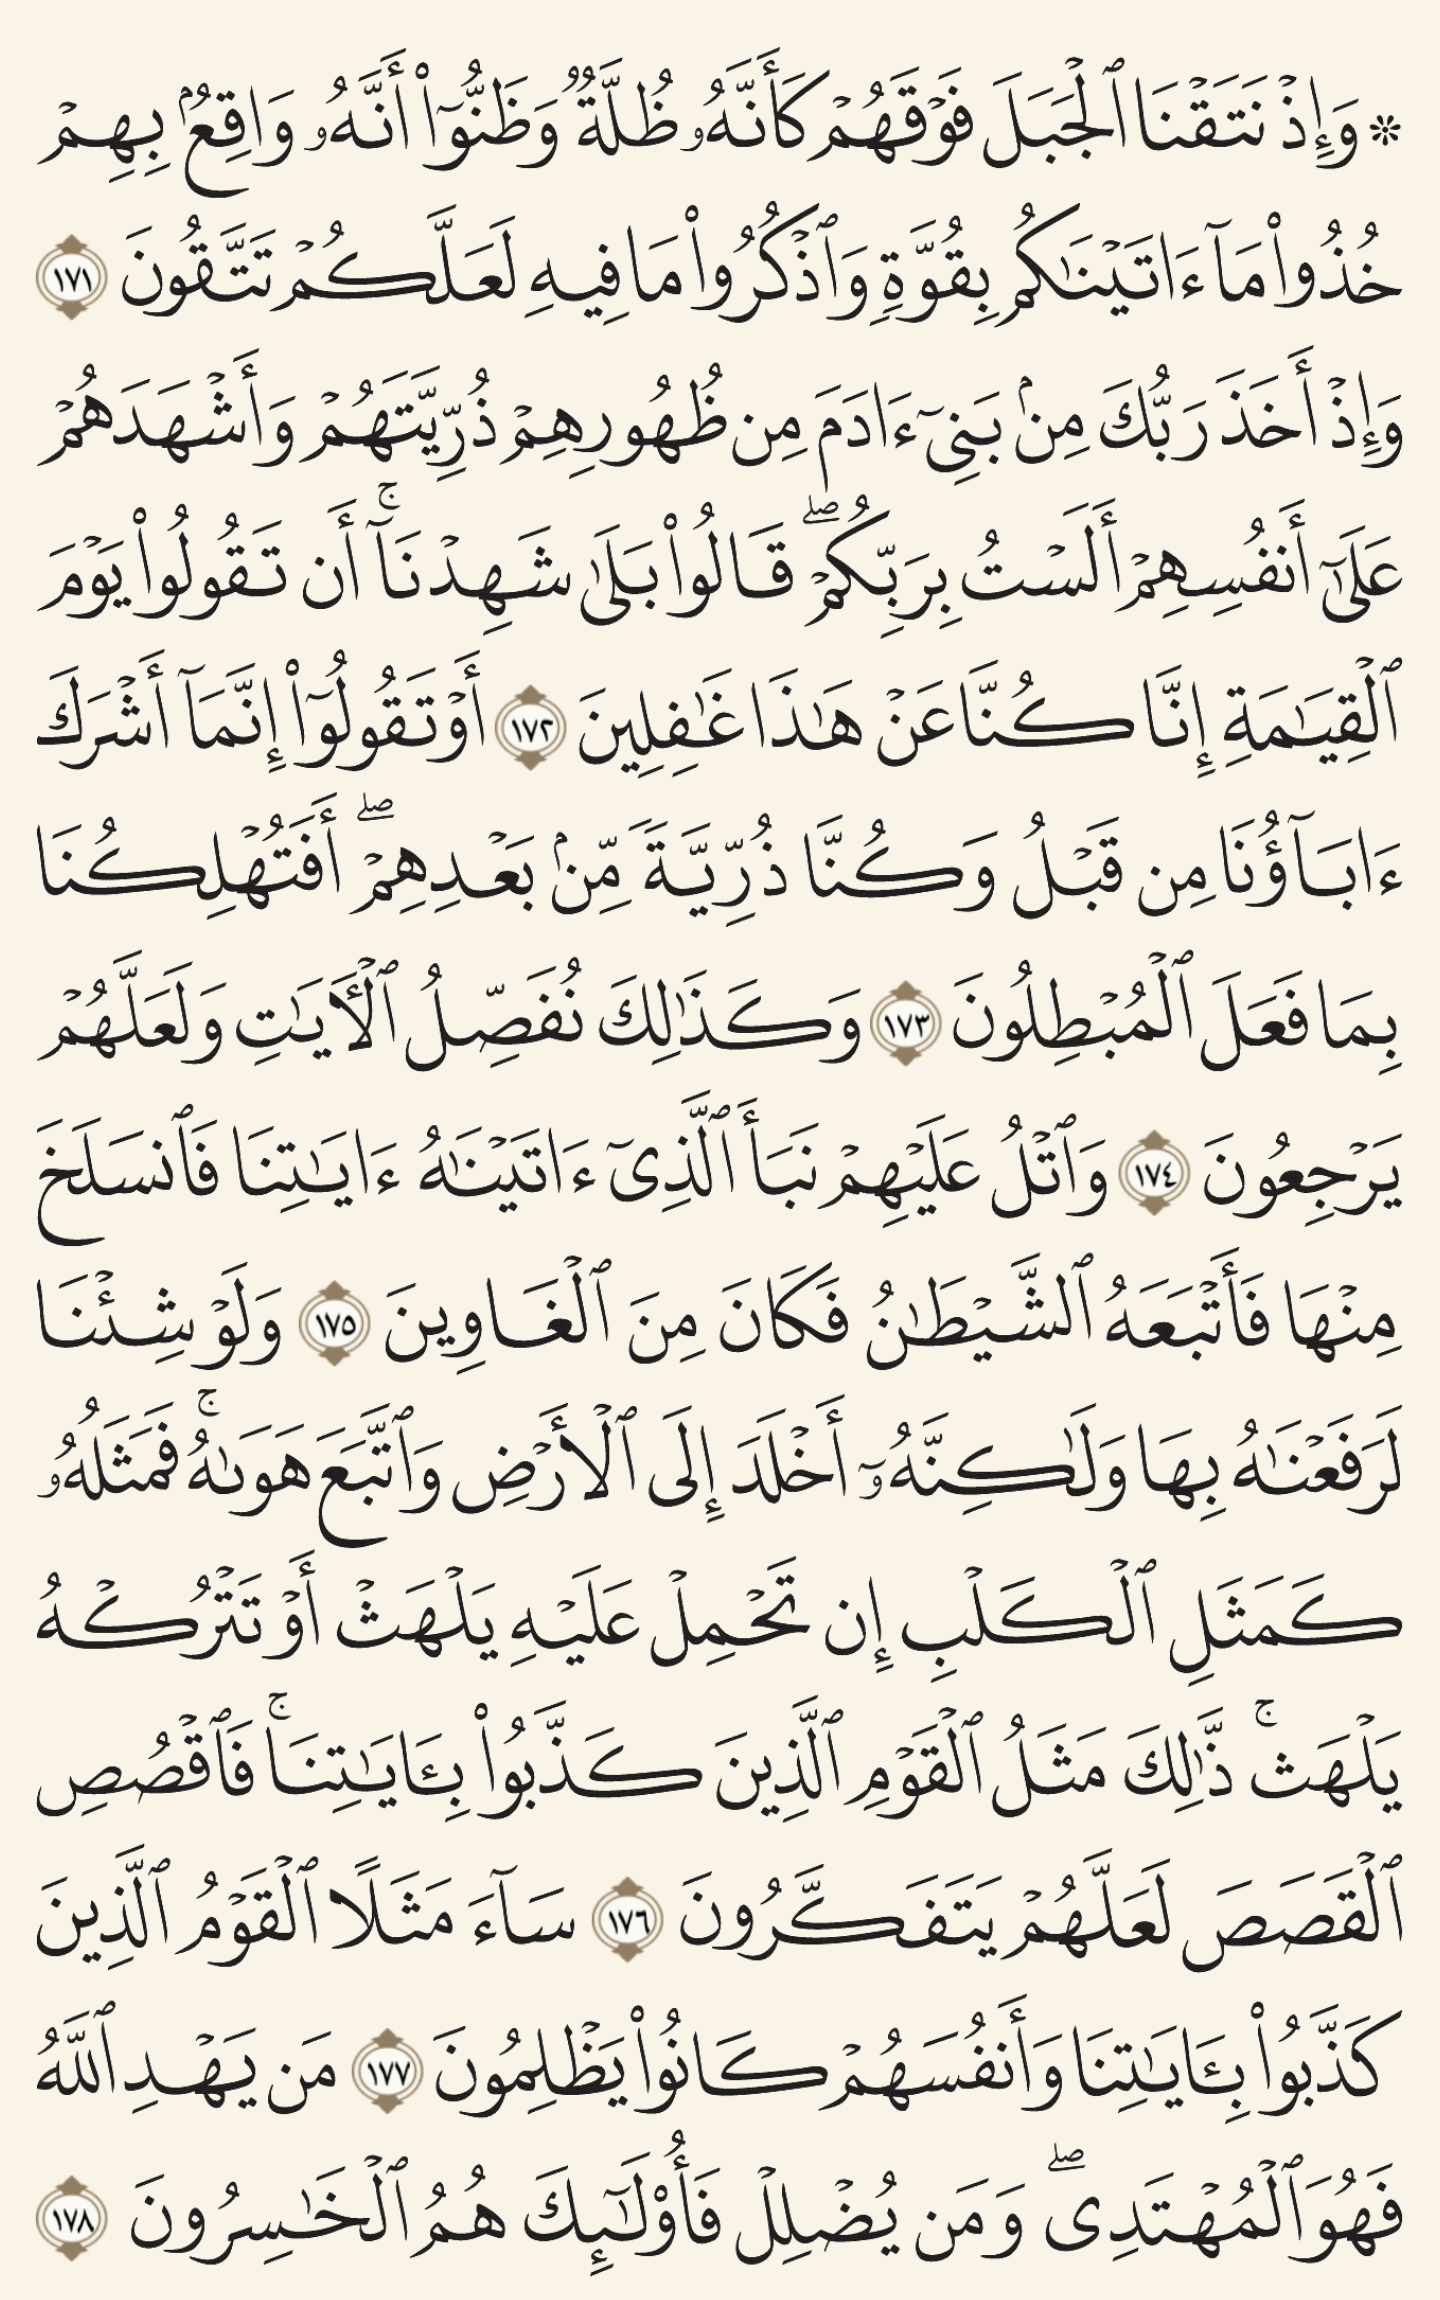 ۞ وَإِذۡ نَتَقۡنَا ٱلۡجَبَلَ فَوۡقَهُمۡ كَأَنَّهُۥ ظُلَّةٞ وَظَنُّوٓاْ أَنَّهُۥ وَاقِعُۢ بِهِمۡ
خُذُواْ مَآ ءَاتَيۡنَٰكُم بِقُوَّةٖ وَٱذۡكُرُواْ مَا فِيهِ لَعَلَّكُمۡ تَتَّقُونَ ١٧١
وَإِذۡ أَخَذَ رَبُّكَ مِنۢ بَنِيٓ ءَادَمَ مِن ظُهُورِهِمۡ ذُرِّيَّتَهُمۡ وَأَشۡهَدَهُمۡ
عَلَىٰٓ أَنفُسِهِمۡ أَلَسۡتُ بِرَبِّكُمۡۖ قَالُواْ بَلَىٰ شَهِدۡنَآۚ أَن تَقُولُواْ يَوۡمَ
ٱلۡقِيَٰمَةِ إِنَّا كُنَّا عَنۡ هَٰذَا غَٰفِلِينَ ١٧٢ أَوۡ تَقُولُوٓاْ إِنَّمَآ أَشۡرَكَ
ءَابَآؤُنَا مِن قَبۡلُ وَكُنَّا ذُرِّيَّةٗ مِّنۢ بَعۡدِهِمۡۖ أَفَتُهۡلِكُنَا
بِمَا فَعَلَ ٱلۡمُبۡطِلُونَ ١٧٣ وَكَذَٰلِكَ نُفَصِّلُ ٱلۡأٓيَٰتِ وَلَعَلَّهُمۡ
يَرۡجِعُونَ ١٧٤ وَٱتۡلُ عَلَيۡهِمۡ نَبَأَ ٱلَّذِيٓ ءَاتَيۡنَٰهُ ءَايَٰتِنَا فَٱنسَلَخَ
مِنۡهَا فَأَتۡبَعَهُ ٱلشَّيۡطَٰنُ فَكَانَ مِنَ ٱلۡغَاوِينَ ١٧٥ وَلَوۡ شِئۡنَا
لَرَفَعۡنَٰهُ بِهَا وَلَٰكِنَّهُۥٓ أَخۡلَدَ إِلَى ٱلۡأَرۡضِ وَٱتَّبَعَ هَوَىٰهُۚ فَمَثَلُهُۥ
كَمَثَلِ ٱلۡكَلۡبِ إِن تَحۡمِلۡ عَلَيۡهِ يَلۡهَثۡ أَوۡ تَتۡرُكۡهُ
يَلۡهَثۚ ذَّٰلِكَ مَثَلُ ٱلۡقَوۡمِ ٱلَّذِينَ كَذَّبُواْ بِـَٔايَٰتِنَاۚ فَٱقۡصُصِ
ٱلۡقَصَصَ لَعَلَّهُمۡ يَتَفَكَّرُونَ ١٧٦ سَآءَ مَثَلًا ٱلۡقَوۡمُ ٱلَّذِينَ
كَذَّبُواْ بِـَٔايَٰتِنَا وَأَنفُسَهُمۡ كَانُواْ يَظۡلِمُونَ ١٧٧ مَن يَهۡدِ ٱللَّهُ
فَهُوَ ٱلۡمُهۡتَدِيۖ وَمَن يُضۡلِلۡ فَأُوْلَٰٓئِكَ هُمُ ٱلۡخَٰسِرُونَ ١٧٨